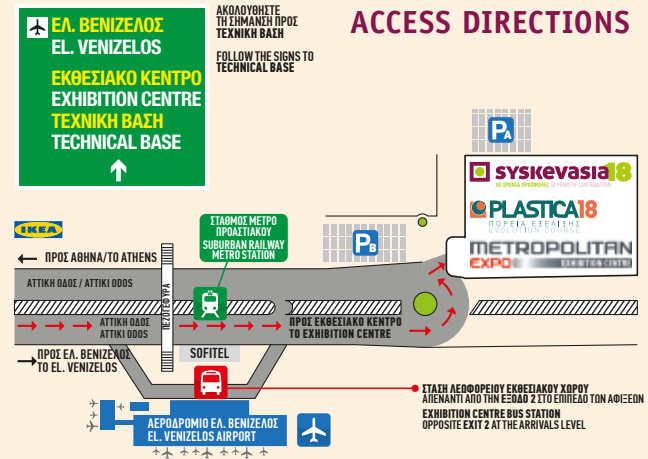 ΕΛ. ΒΕΝΙΖΕΛΟΣ
EL. VENIZELOS
ΕΚΘΕΣΙΑΚΟ ΚΕΝΤΡΟ
EXHIBITION CENTRE
ΤΕΧΝΙΚΗ ΒΑΣΗ
TECHNICAL BASE
ΑΚΟΛΟΥΘΗΣΤΕ
ΤΗ ΣΗΜΑΝΣΗ ΠΡΟΣ
ΤΕΧΝΙΚΗ ΒΑΣΗ
FOLLOW THE SIGNS TO
TECHNICAL BASE
ACCESS DIRECTIONS
PA
syskevasia18
30 ΧΡΟΝΙΑ ΠΡΟΣΦΟΡΑΣ 30 YEARS OF CONTRIBUTION
PLASTICA18
ΠΟΡΕΙΑ ΕΞΕΛΙΞΗΣ
EVOLUTION COURSE
METROPOLITAN
EXPO EXHIBITION CENTRE
IKEA
ΣΤΑΘΜΟΣ ΜΕΤΡΟ
ΠΡΟΑΣΤΙΑΚΟΥ
SUBURBAN RAILWAY
METRO STATION
PB
ΠΡΟΣ ΑΘΗΝΑ/TO ATHENS
ΑΤΤΙΚΗ ΟΔΟΣ / ATTIKI ODOS
ΠΕΖΟΓΕΦΥΡΑ
ΑΤΤΙΚΗ ΟΔΟΣ
ATTIKI ODOS
ΠΡΟΣ ΕΚΘΕΣΙΑΚΟ ΚΕΝΤΡΟ
TO EXHIBITION CENTRE
ΠΡΟΣ ΕΛ. ΒΕΝΙΖΕΛΟΣ
TO EL. VENIZELOS
SOFITEL
ΣΤΑΣΗ ΛΕΩΦΟΡΕΙΟΥ ΕΚΘΕΣΙΑΚΟΥ ΧΩΡΟΥ
ΑΠΕΝΑΝΤΙ ΑΠΟ ΤΗΝ ΕΞΟΔΟ 2 ΣΤΟ ΕΠΙΠΕΔΟ ΤΩΝ ΑΦΙΞΕΩΝ
EXHIBITION CENTRE BUS STATION
OPPOSITE EXIT 2 AT THE ARRIVALS LEVEL
ΑΕΡΟΔΡΟΜΙΟ ΕΛ. ΒΕΝΙΖΕΛΟΣ
EL. VENIZELOS AIRPORT